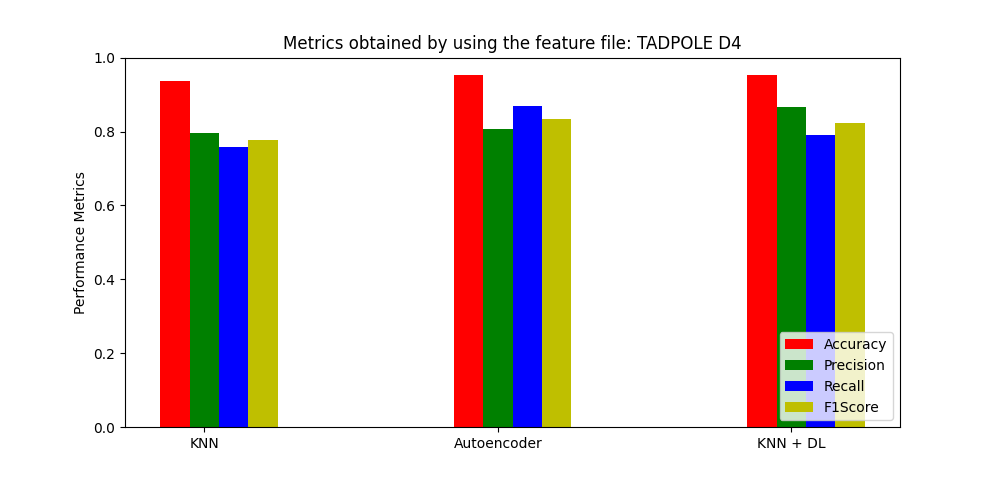 Metrics obtained by using the feature file: TADPOLE D4
Performance Metrics
1.0
0.8
0.6
0.4
0.2
0.0
KNN
Autoencoder
KNN + DL
Accuracy
Precision
Recall
F1Score